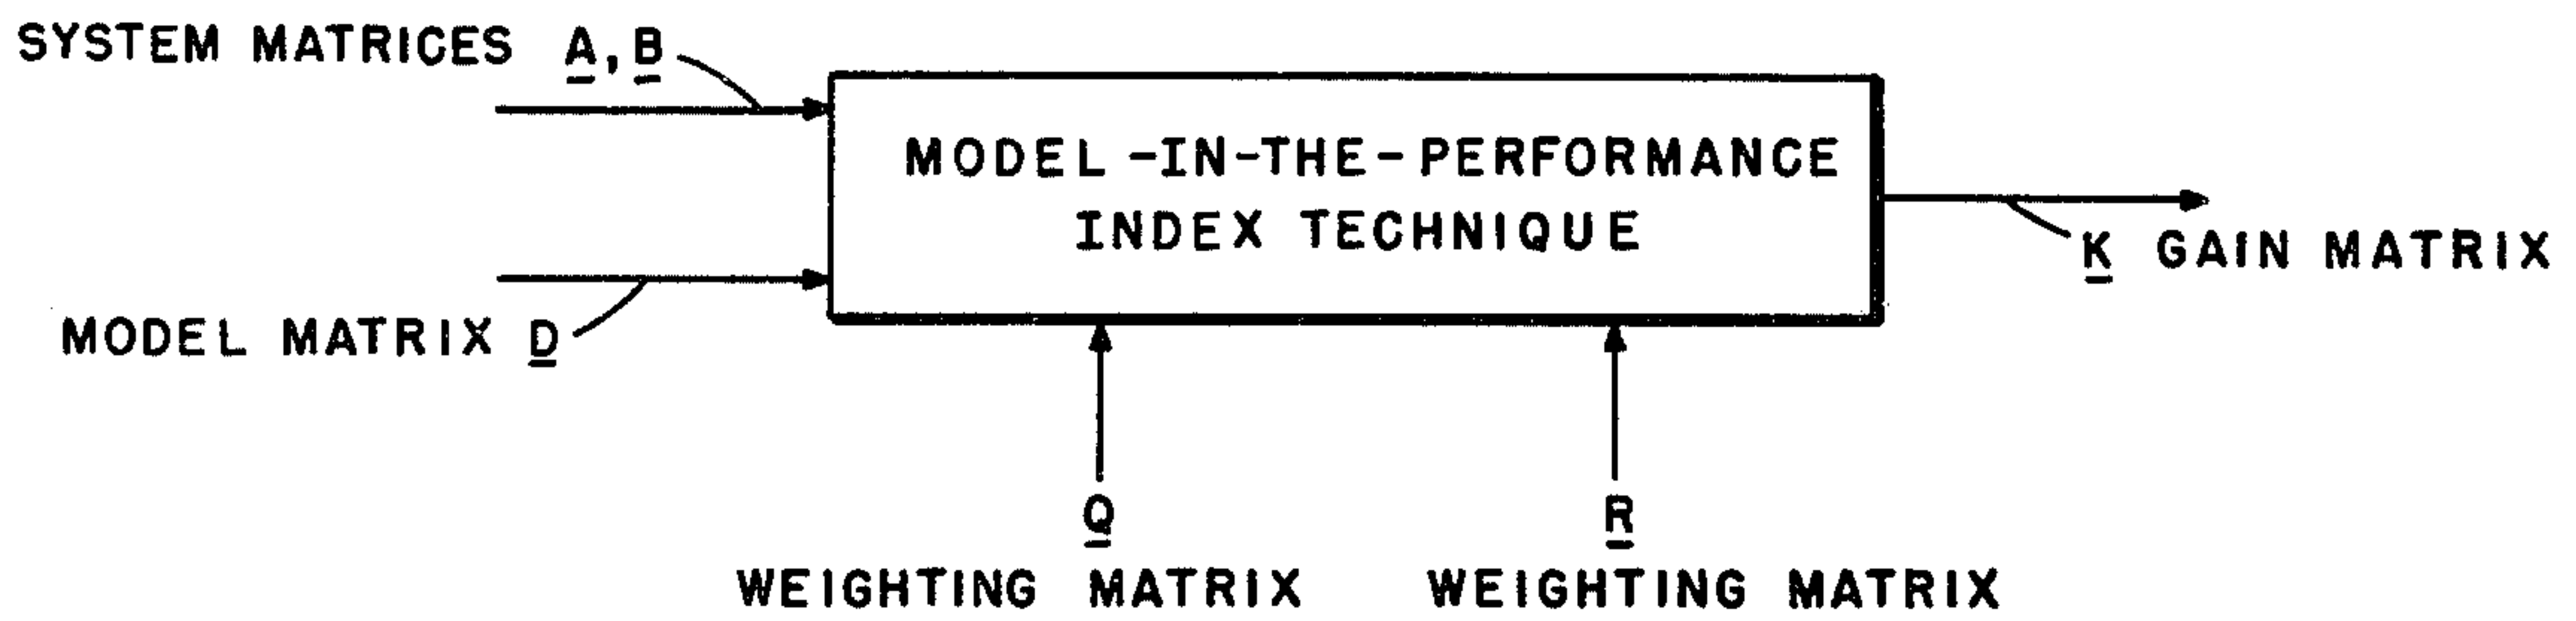 SYSTEM MATRICES A, B
MODEL-IN-THE-PERFORMANCE
INDEX TECHNIQUE
K GAIN MATRIX
MODEL MATRIX D
Q
WEIGHTING MATRIX
R
WEIGHTING MATRIX